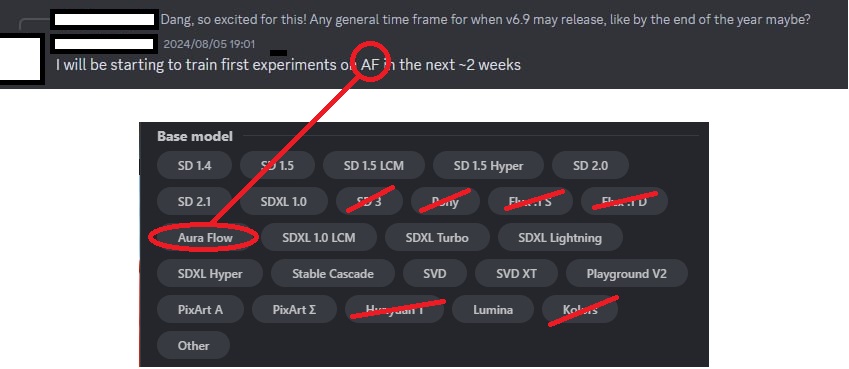 Dang, so excited for this! Any general time frame for when v6.9 may release, like by the end of the year maybe?
2024/08/05 19:01
I will be starting to train first experiments on AF in the next ~2 weeks
Base model
SD 1.4 SD 1.5 SD 1.5 LCM SD 1.5 Hyper SD 2.0
SD 2.1 SDXL 1.0 SD 3 Pony Flux .1 S Flux .1 D
Aura Flow SDXL 1.0 LCM SDXL Turbo SDXL Lightning
SDXL Hyper Stable Cascade SVD SVD XT Playground V2
PixArt A PixArt Σ Hunyuan 1 Lumina Kolors
Other